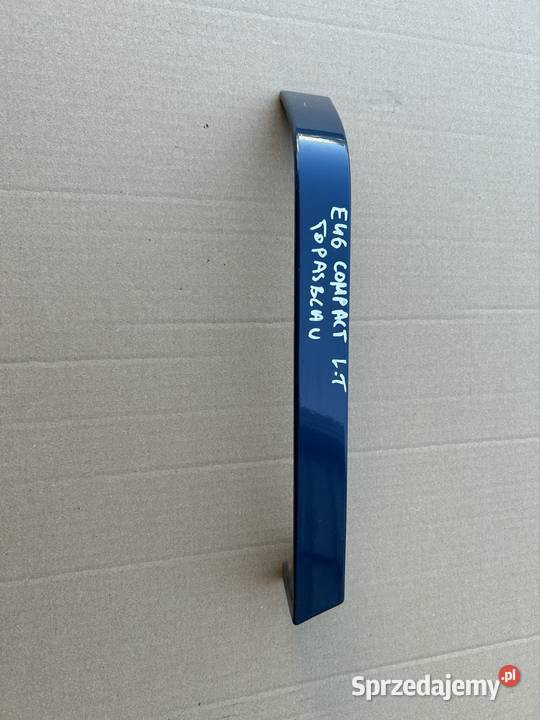 E46 COMPACT L.T
TOPASBLAU
Sprzedajemy.pl